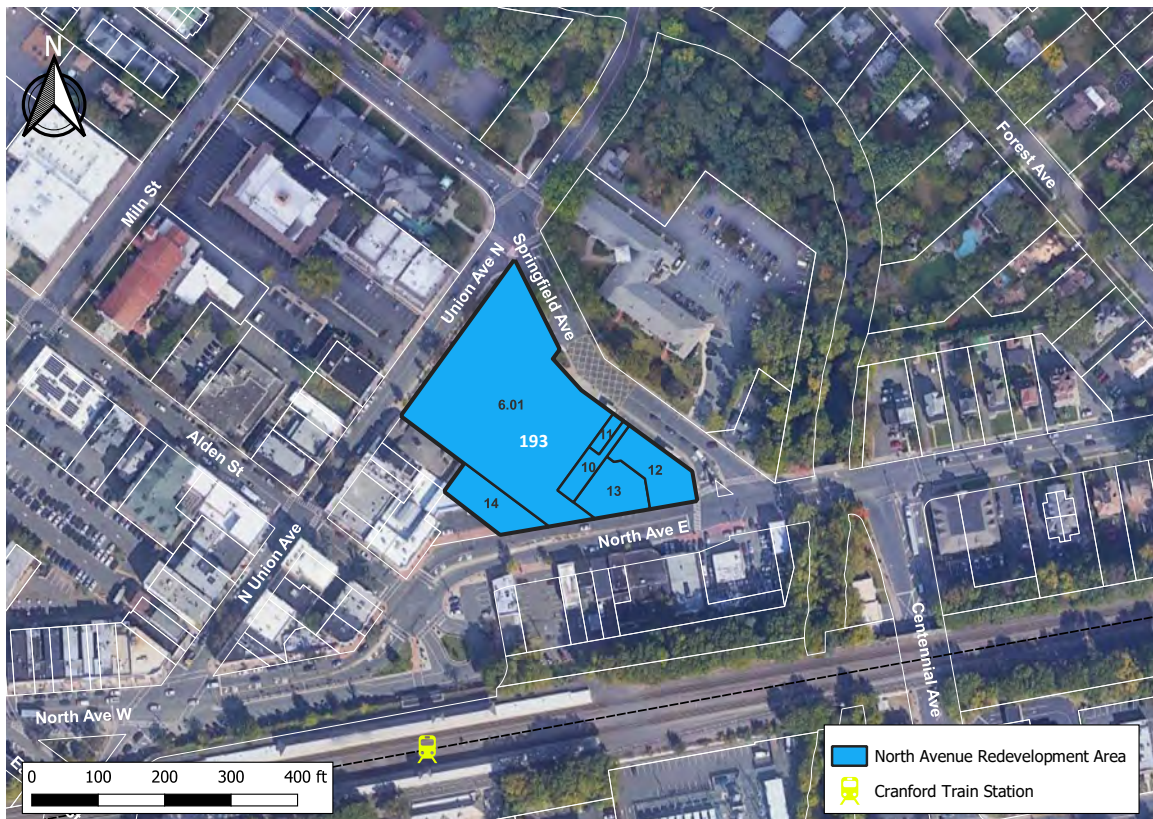 N
Forest Ave
Miln St
Union Ave N
Springfield Ave
6.01
193
11
10
12
13
14
Alden St
N Union Ave
North Ave E
Centennial Ave
North Ave W
E
0 100 200 300 400 ft
North Avenue Redevelopment Area
Cranford Train Station